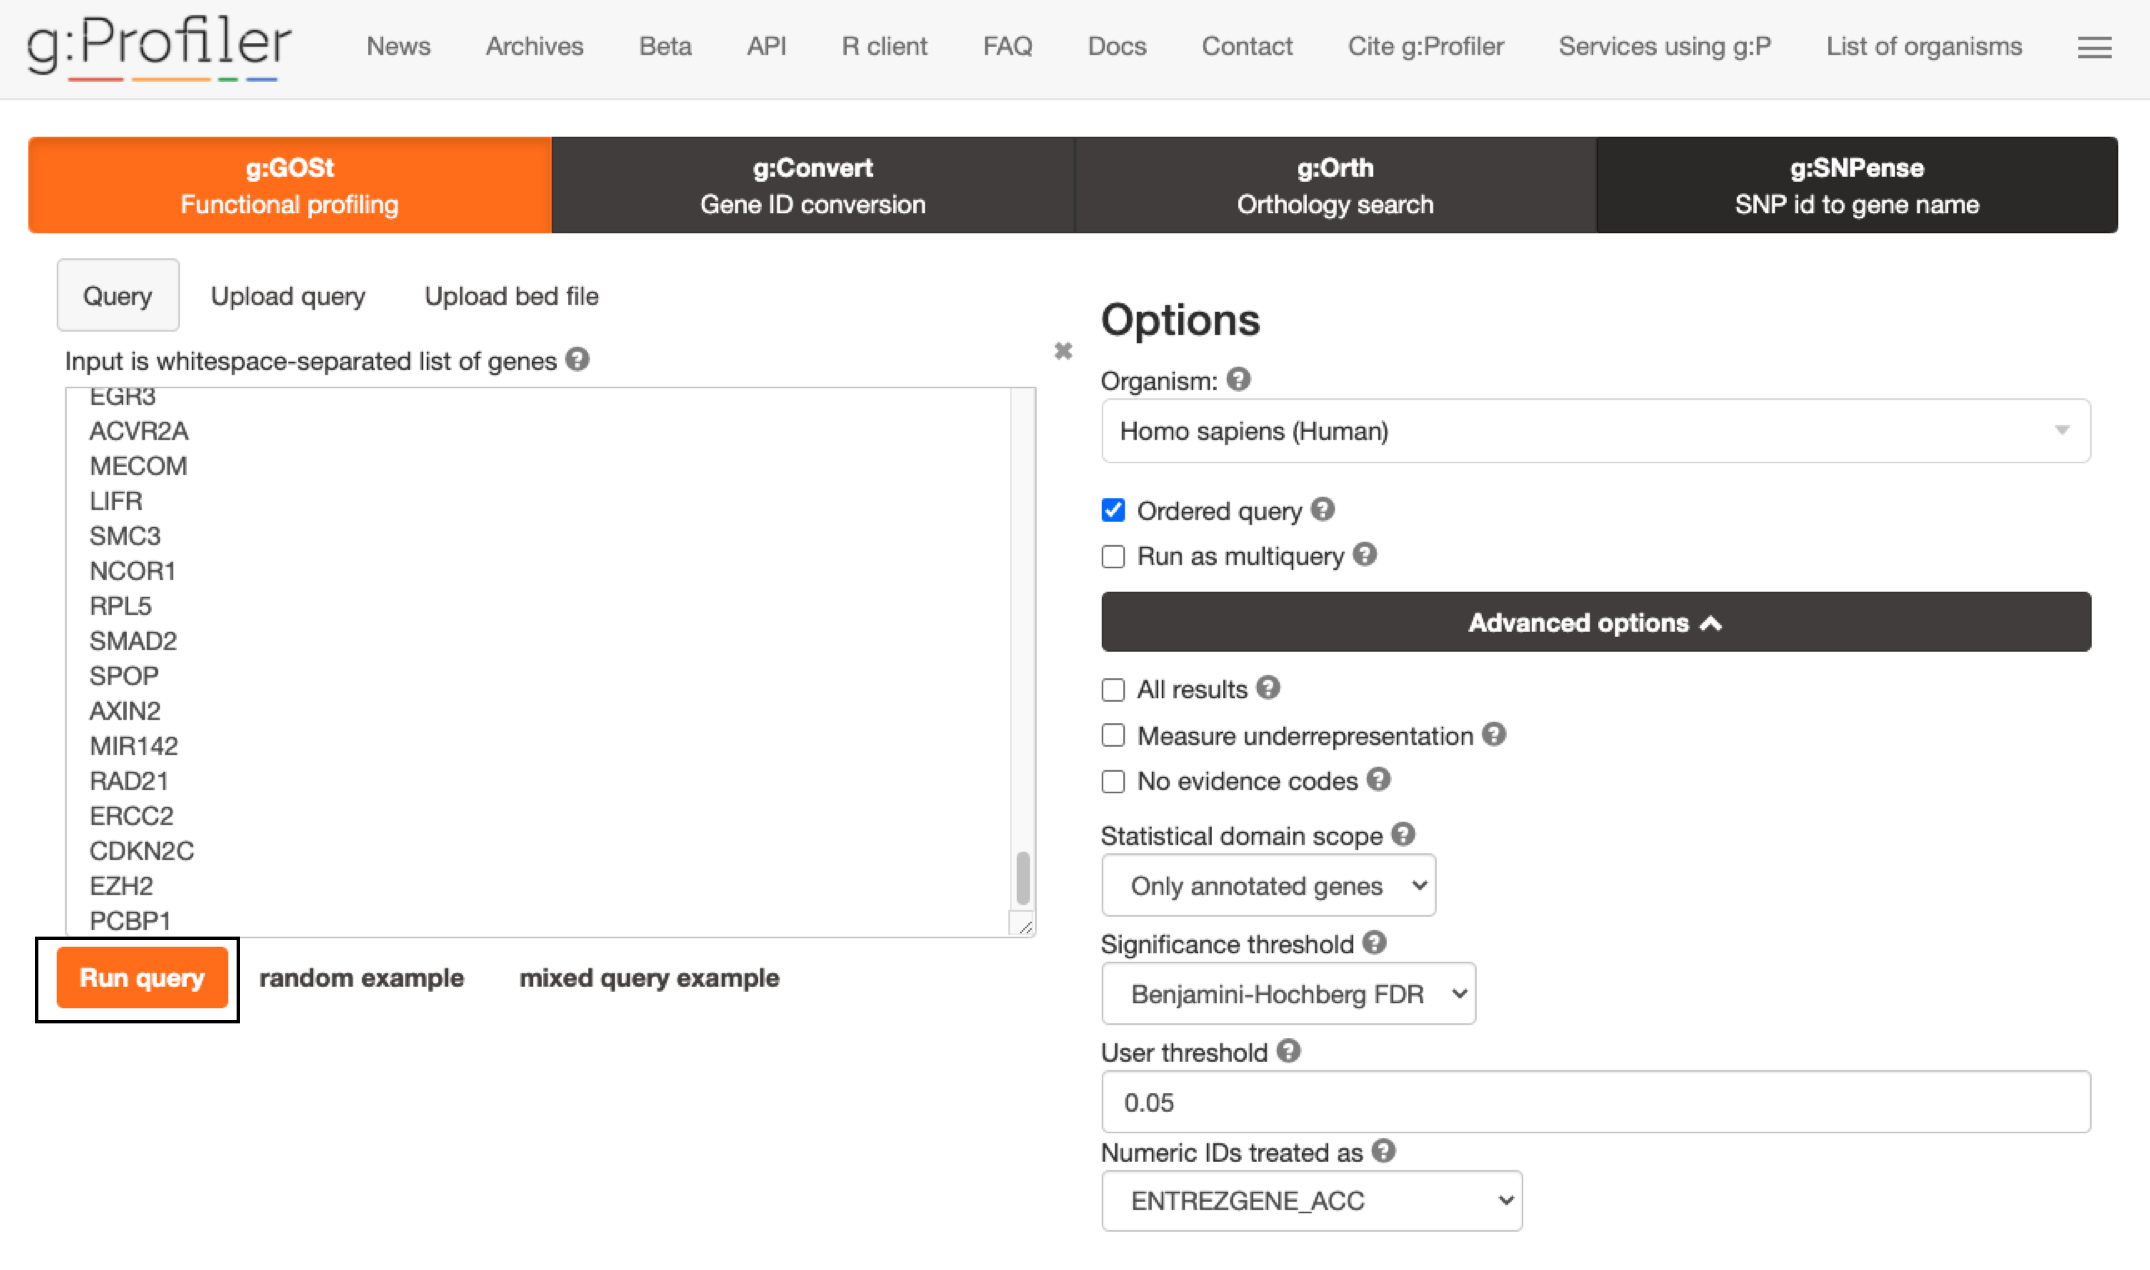 g:Profiler
News Archives Beta API R client FAQ Docs Contact Cite g:Profiler Services using g:P List of organisms
g:GOSt
Functional profiling
g:Convert
Gene ID conversion
g:Orth
Orthology search
g:SNPense
SNP id to gene name
Query Upload query Upload bed file
Input is whitespace-separated list of genes ?
EGR3
ACVR2A
MECOM
LIFR
SMC3
NCOR1
RPL5
SMAD2
SPOP
AXIN2
MIR142
RAD21
ERCC2
CDKN2C
EZH2
PCBP1
Run query random example mixed query example
Options
Organism: ?
Homo sapiens (Human)
Ordered query ?
Run as multiquery ?
Advanced options
All results ?
Measure underrepresentation ?
No evidence codes ?
Statistical domain scope ?
Only annotated genes
Significance threshold ?
Benjamini-Hochberg FDR
User threshold ?
0.05
Numeric IDs treated as ?
ENTREZGENE_ACC